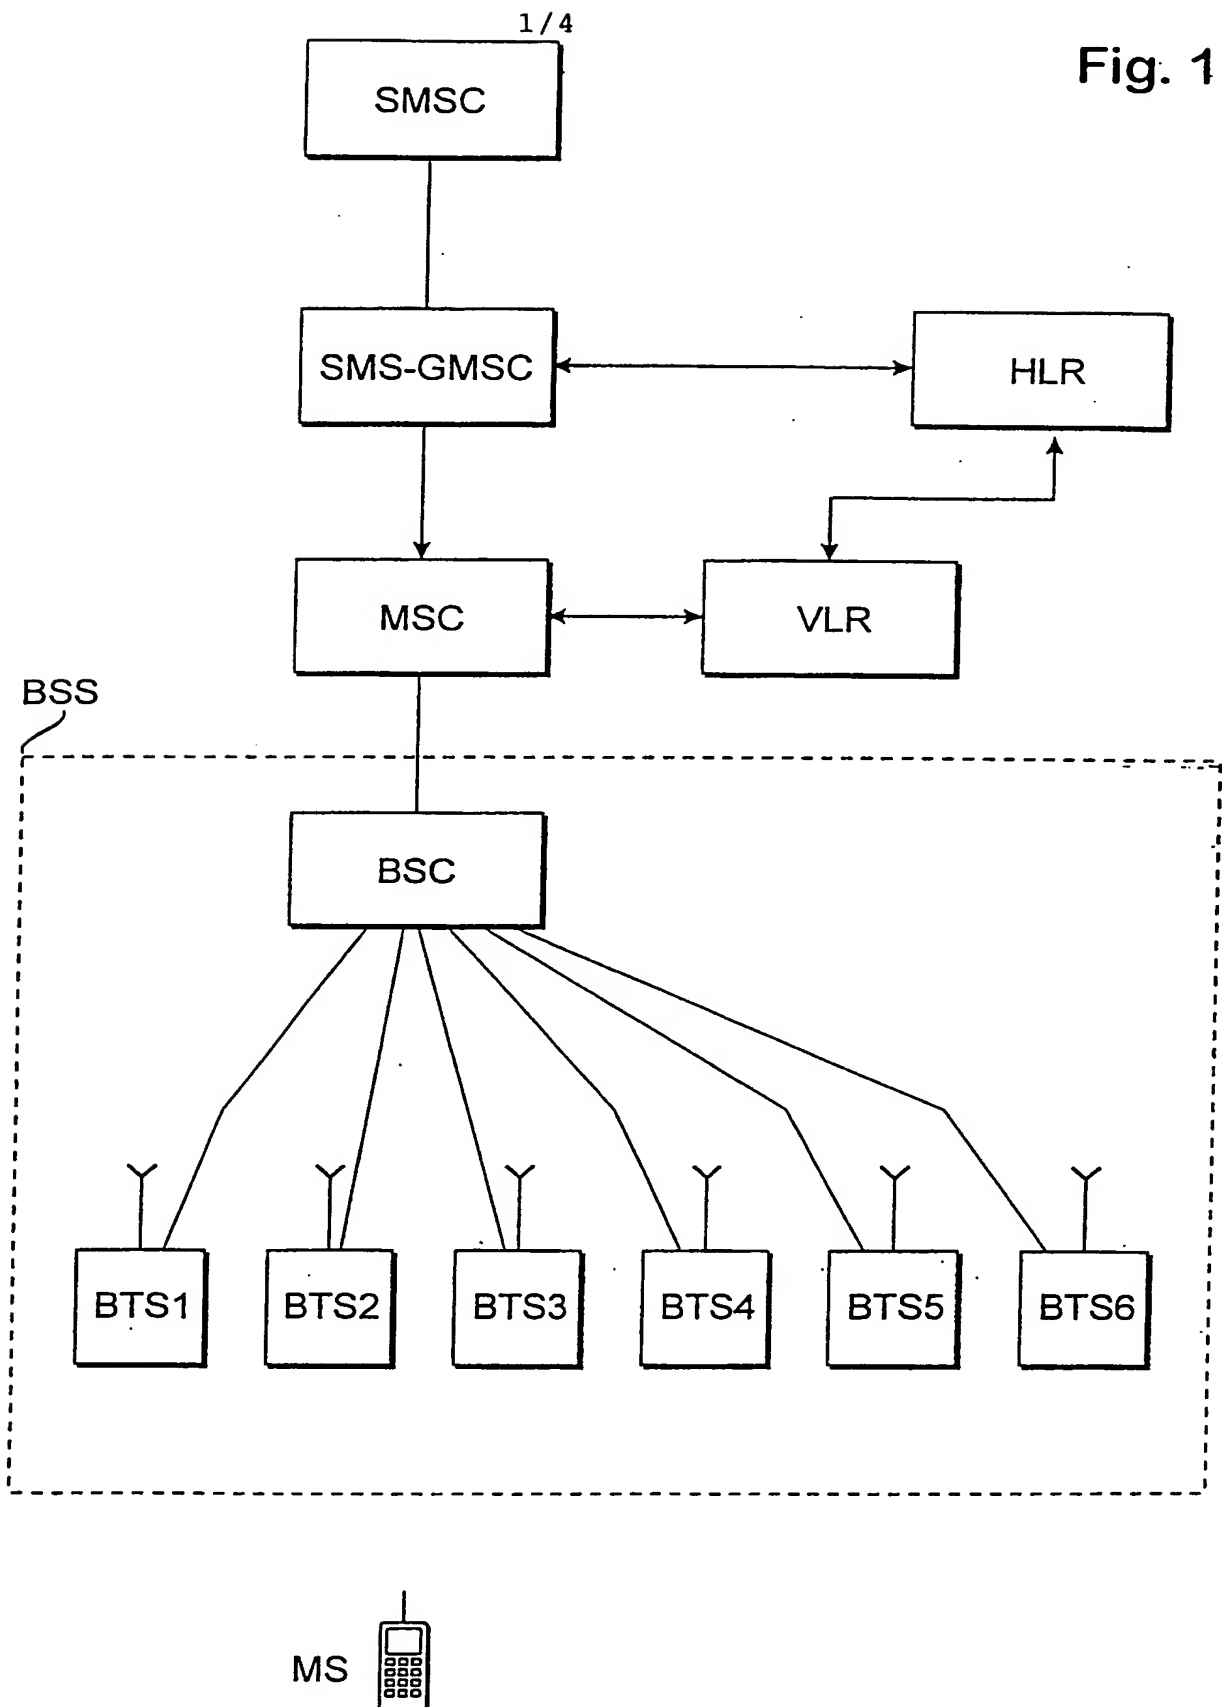 1/4
Fig. 1
SMSC
SMS-GMSC
HLR
MSC
VLR
BSS
BSC
BTS1
BTS2
BTS3
BTS4
BTS5
BTS6
MS